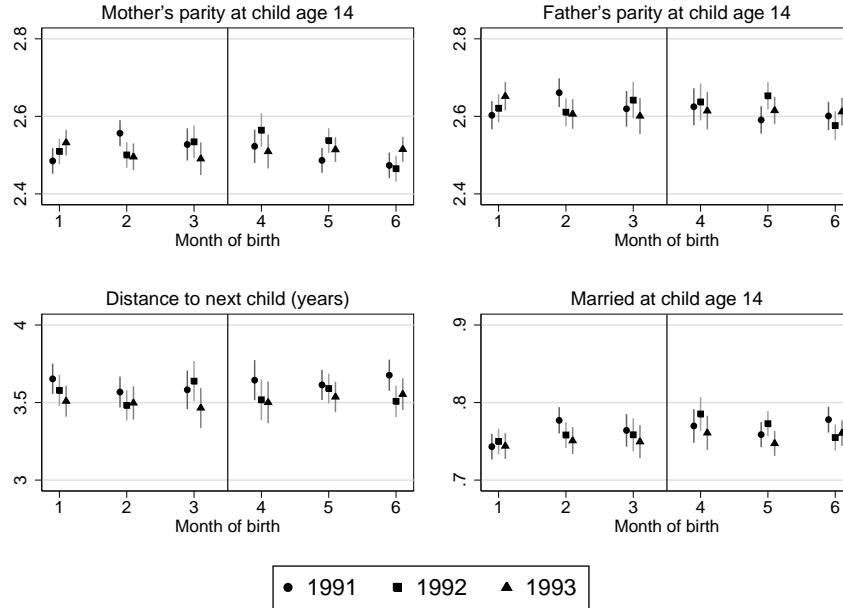 Mother's parity at child age 14
2.8
2.6
2.4
1 2 3 4 5 6
Month of birth
Father's parity at child age 14
2.8
2.6
2.4
1 2 3 4 5 6
Month of birth
Distance to next child (years)
4
3.5
3
1 2 3 4 5 6
Month of birth
Married at child age 14
.9
.8
.7
1 2 3 4 5 6
Month of birth
1991 1992 1993